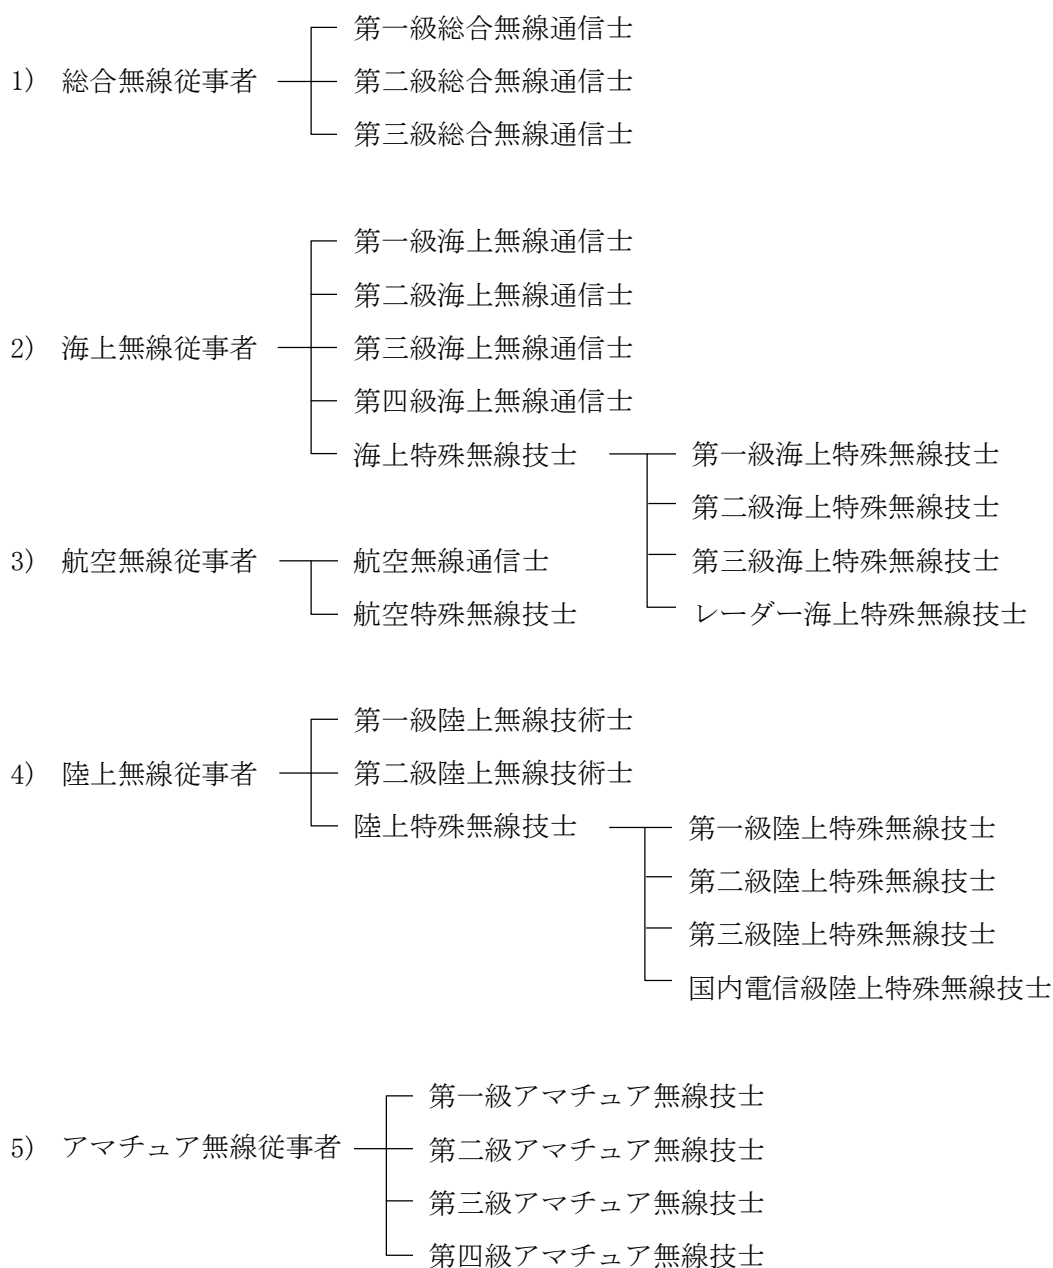 第一級総合無線通信士
1) 総合無線従事者 第二級総合無線通信士
第三級総合無線通信士
第一級海上無線通信士
第二級海上無線通信士
2) 海上無線従事者 第三級海上無線通信士
第四級海上無線通信士
海上特殊無線技士 第一級海上特殊無線技士
第二級海上特殊無線技士
3) 航空無線従事者 航空無線通信士 第三級海上特殊無線技士
航空特殊無線技士 レーダー海上特殊無線技士
第一級陸上無線技術士
4) 陸上無線従事者 第二級陸上無線技術士
陸上特殊無線技士 第一級陸上特殊無線技士
第二級陸上特殊無線技士
第三級陸上特殊無線技士
国内電信級陸上特殊無線技士
第一級アマチュア無線技士
5) アマチュア無線従事者 第二級アマチュア無線技士
第三級アマチュア無線技士
第四級アマチュア無線技士